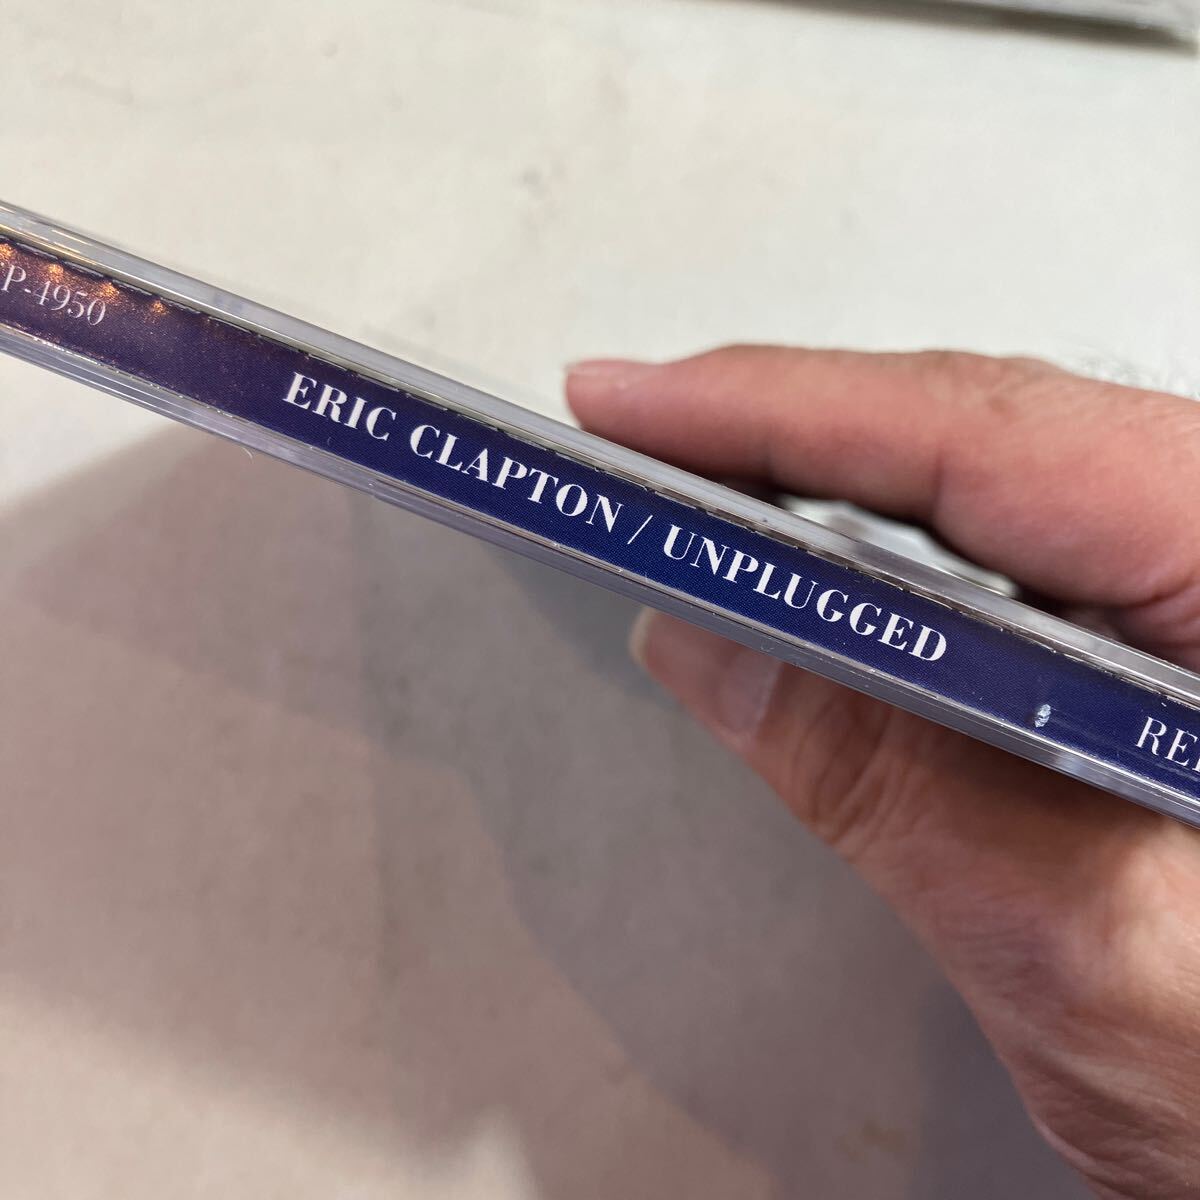 P-4950 ERIC CLAPTON / UNPLUGGED